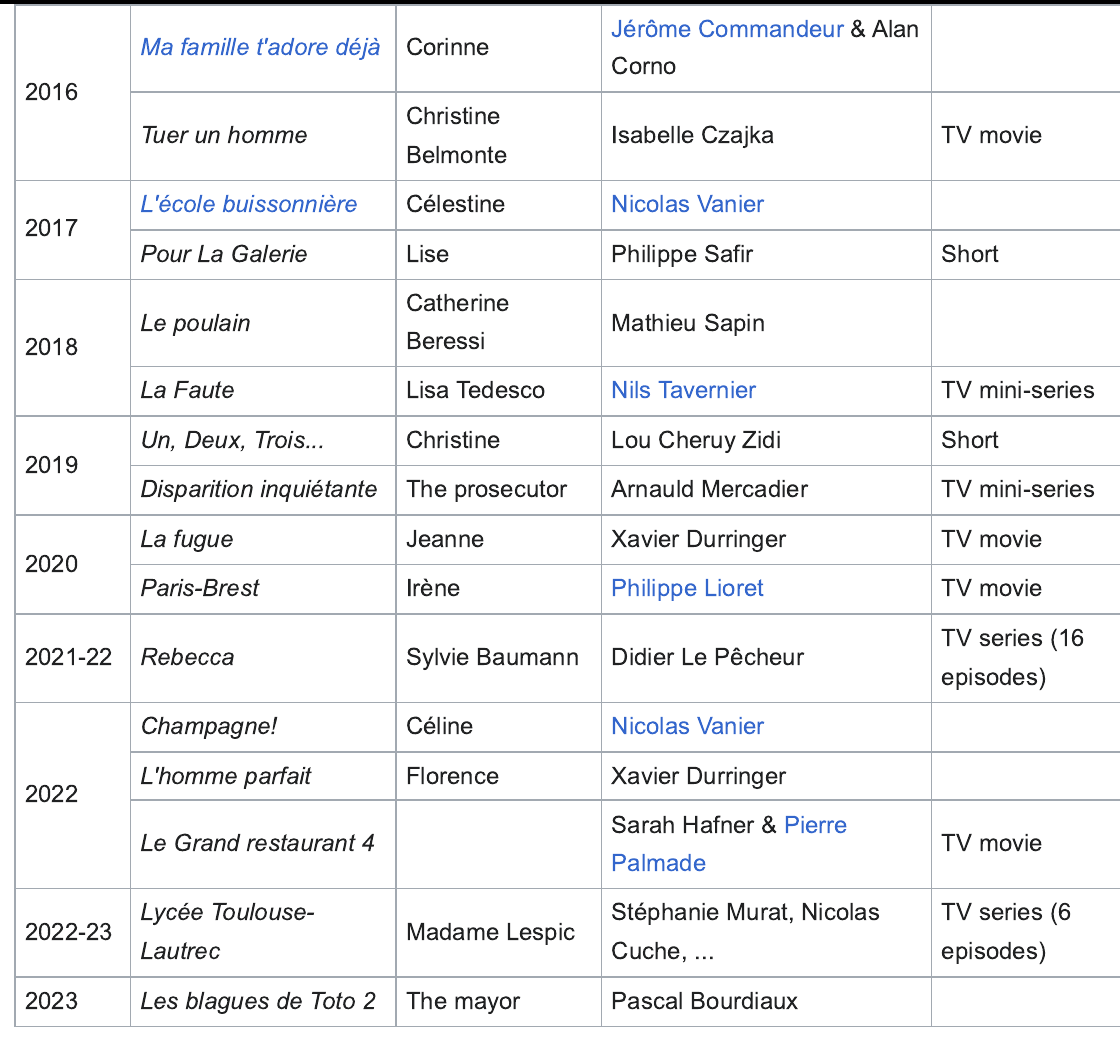 2016
Ma famille t'adore déjà
Corinne
Jérôme Commandeur & Alan
Corno
Tuer un homme
Christine
Belmonte
Isabelle Czajka
TV movie
2017
L'école buissonnière
Célestine
Nicolas Vanier
Pour La Galerie
Lise
Philippe Safir
Short
2018
Le poulain
Catherine
Beressi
Mathieu Sapin
La Faute
Lisa Tedesco
Nils Tavernier
TV mini-series
2019
Un, Deux, Trois...
Christine
Lou Cheruy Zidi
Short
Disparition inquiétante
The prosecutor
Arnauld Mercadier
TV mini-series
2020
La fugue
Jeanne
Xavier Durringer
TV movie
Paris-Brest
Irène
Philippe Lioret
TV movie
2021-22
Rebecca
Sylvie Baumann
Didier Le Pêcheur
TV series (16
episodes)
2022
Champagne!
Céline
Nicolas Vanier
L'homme parfait
Florence
Xavier Durringer
Le Grand restaurant 4
Sarah Hafner & Pierre
Palmade
TV movie
2022-23
Lycée Toulouse-
Lautrec
Madame Lespic
Stéphanie Murat, Nicolas
Cuche, ...
TV series (6
episodes)
2023
Les blagues de Toto 2
The mayor
Pascal Bourdiaux